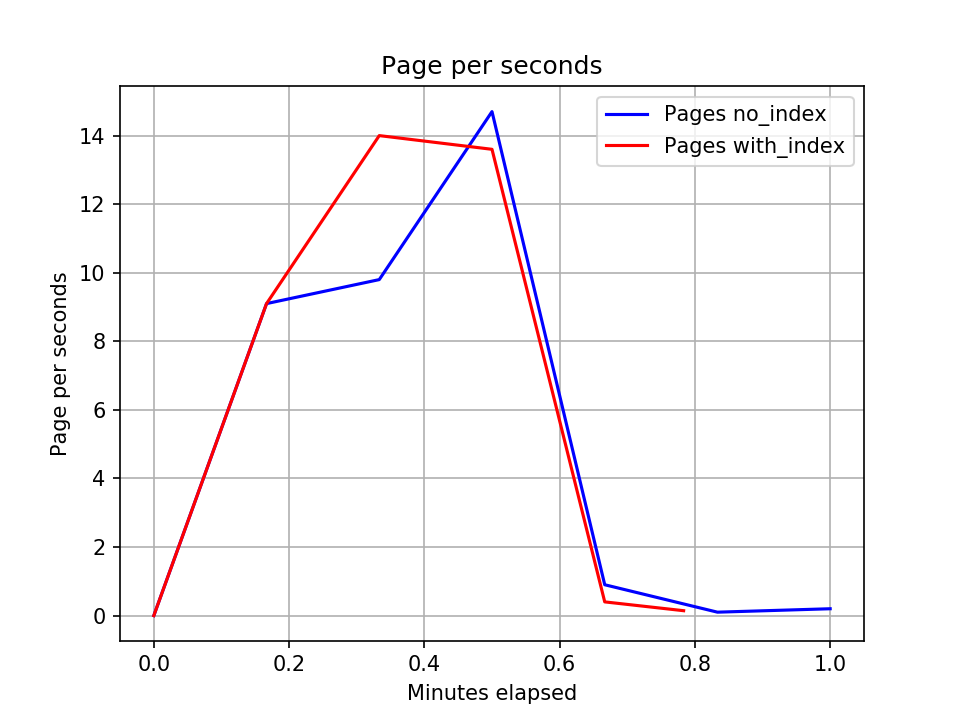 Page per seconds
Pages no_index
Pages with_index
14
12
10
8
6
4
2
0
Page per seconds
0.0 0.2 0.4 0.6 0.8 1.0
Minutes elapsed